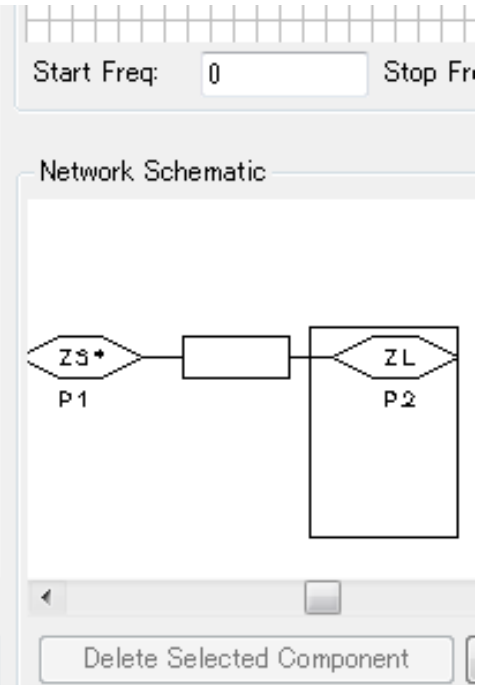 Start Freq: 0 Stop Fr
Network Schematic
ZS* ZL
P1 P2
Delete Selected Component